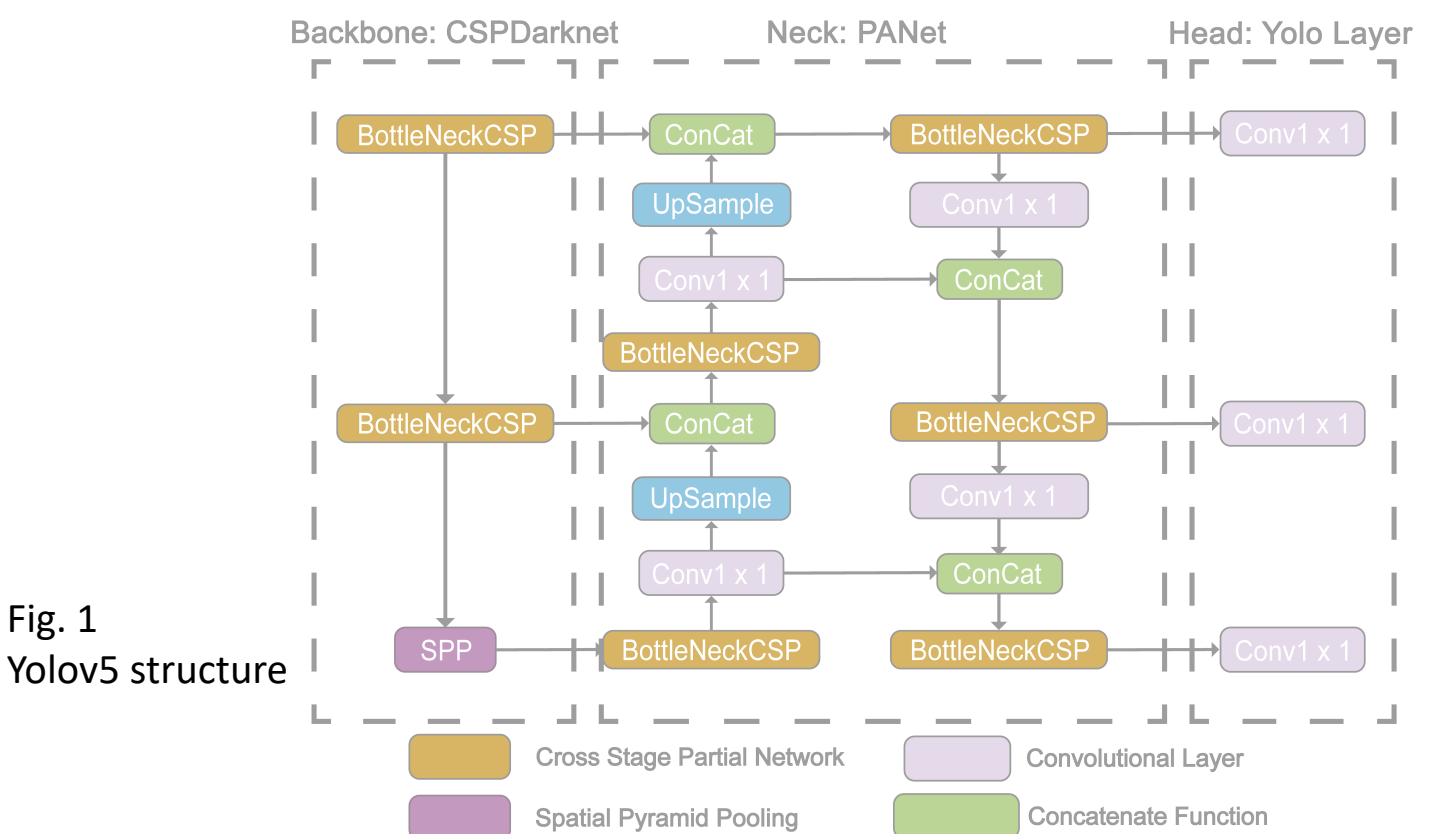 Backbone: CSPDarknet
Neck: PANet
Head: Yolo Layer
BottleNeckCSP
ConCat
BottleNeckCSP
Conv1 x 1
UpSample
Conv1 x 1
Conv1 x 1
ConCat
BottleNeckCSP
BottleNeckCSP
ConCat
BottleNeckCSP
Conv1 x 1
UpSample
Conv1 x 1
Conv1 x 1
ConCat
Fig. 1
Yolov5 structure
SPP
BottleNeckCSP
BottleNeckCSP
Conv1 x 1
Cross Stage Partial Network
Convolutional Layer
Spatial Pyramid Pooling
Concatenate Function